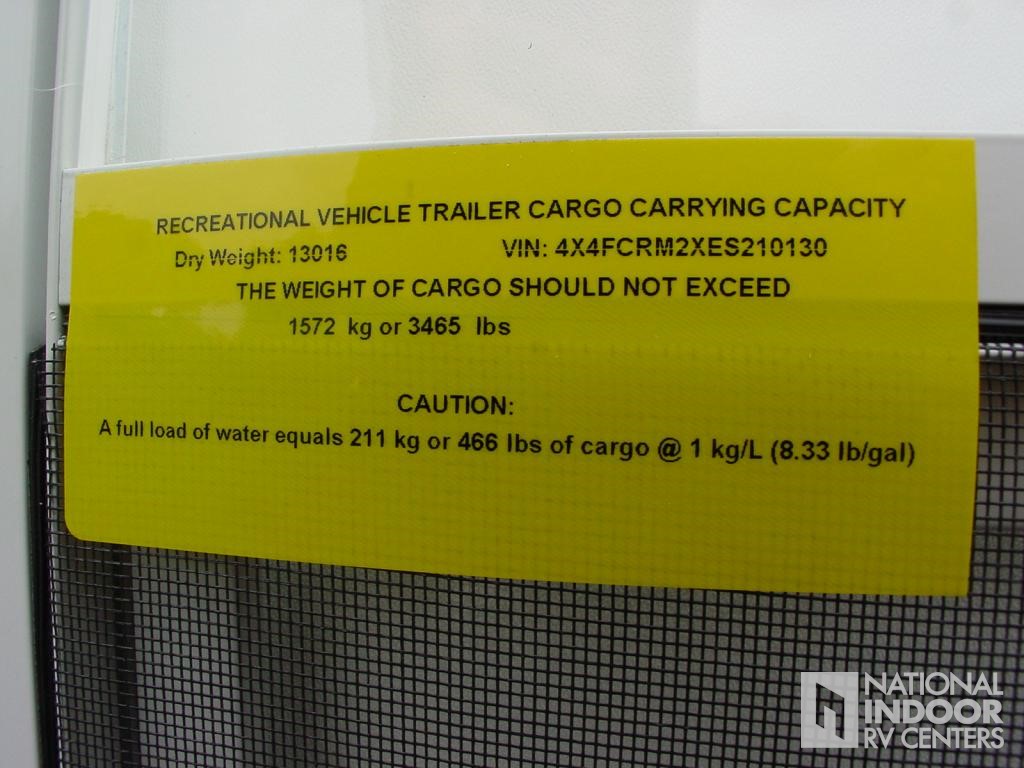 RECREATIONAL VEHICLE TRAILER CARGO CARRYING CAPACITY
Dry Weight: 13016 VIN: 4X4FCRM2XES210130
THE WEIGHT OF CARGO SHOULD NOT EXCEED
1572 kg or 3465 lbs
CAUTION:
A full load of water equals 211 kg or 466 lbs of cargo @ 1 kg/L (8.33 lb/gal)
NATIONAL
INDOOR
RV CENTERS